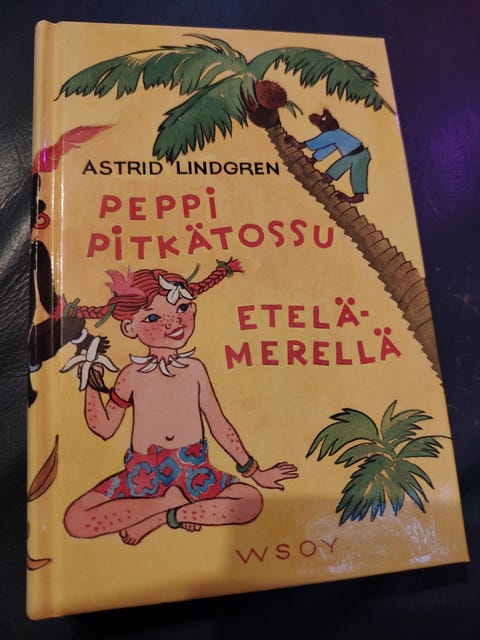 ASTRID LINDGREN
PEPPI
PITKÄTOSSU
ETELÄ-
MERELLÄ
WSOY